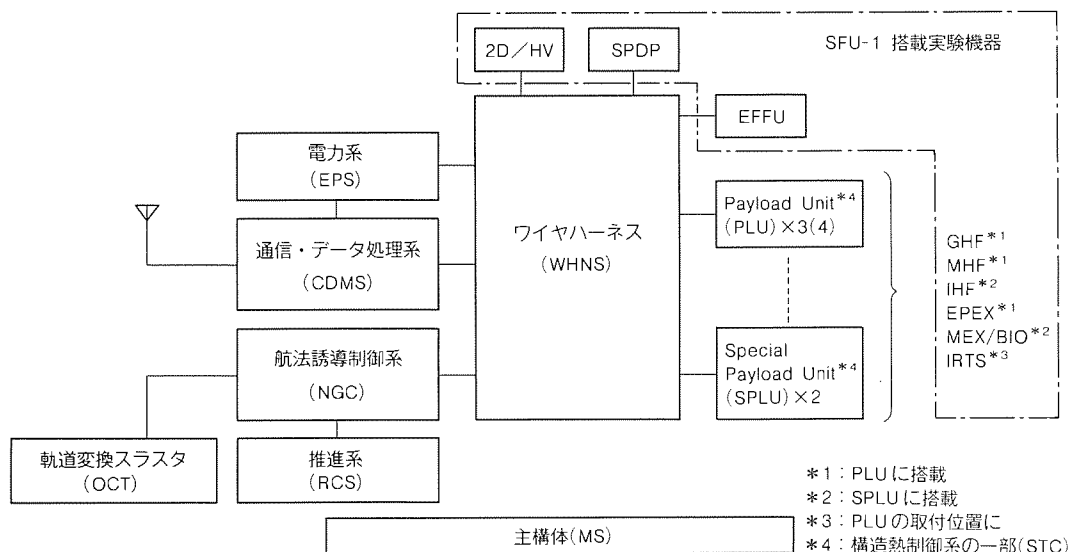 2D／HV
SPDP
SFU-1 搭載実験機器
EFFU
電力系
(EPS)
通信・データ処理系
(CDMS)
ワイヤハーネス
(WHNS)
Payload Unit*4
(PLU)×3(4)
GHF*1
MHF*1
IHF*2
EPEX*1
MEX/BIO*2
IRTS*3
航法誘導制御系
(NGC)
Special
Payload Unit*4
(SPLU)×2
軌道変換スラスタ
(OCT)
推進系
(RCS)
主構体(MS)
*1：PLUに搭載
*2：SPLUに搭載
*3：PLUの取付位置に
*4：構造熱制御系の一部(STC)